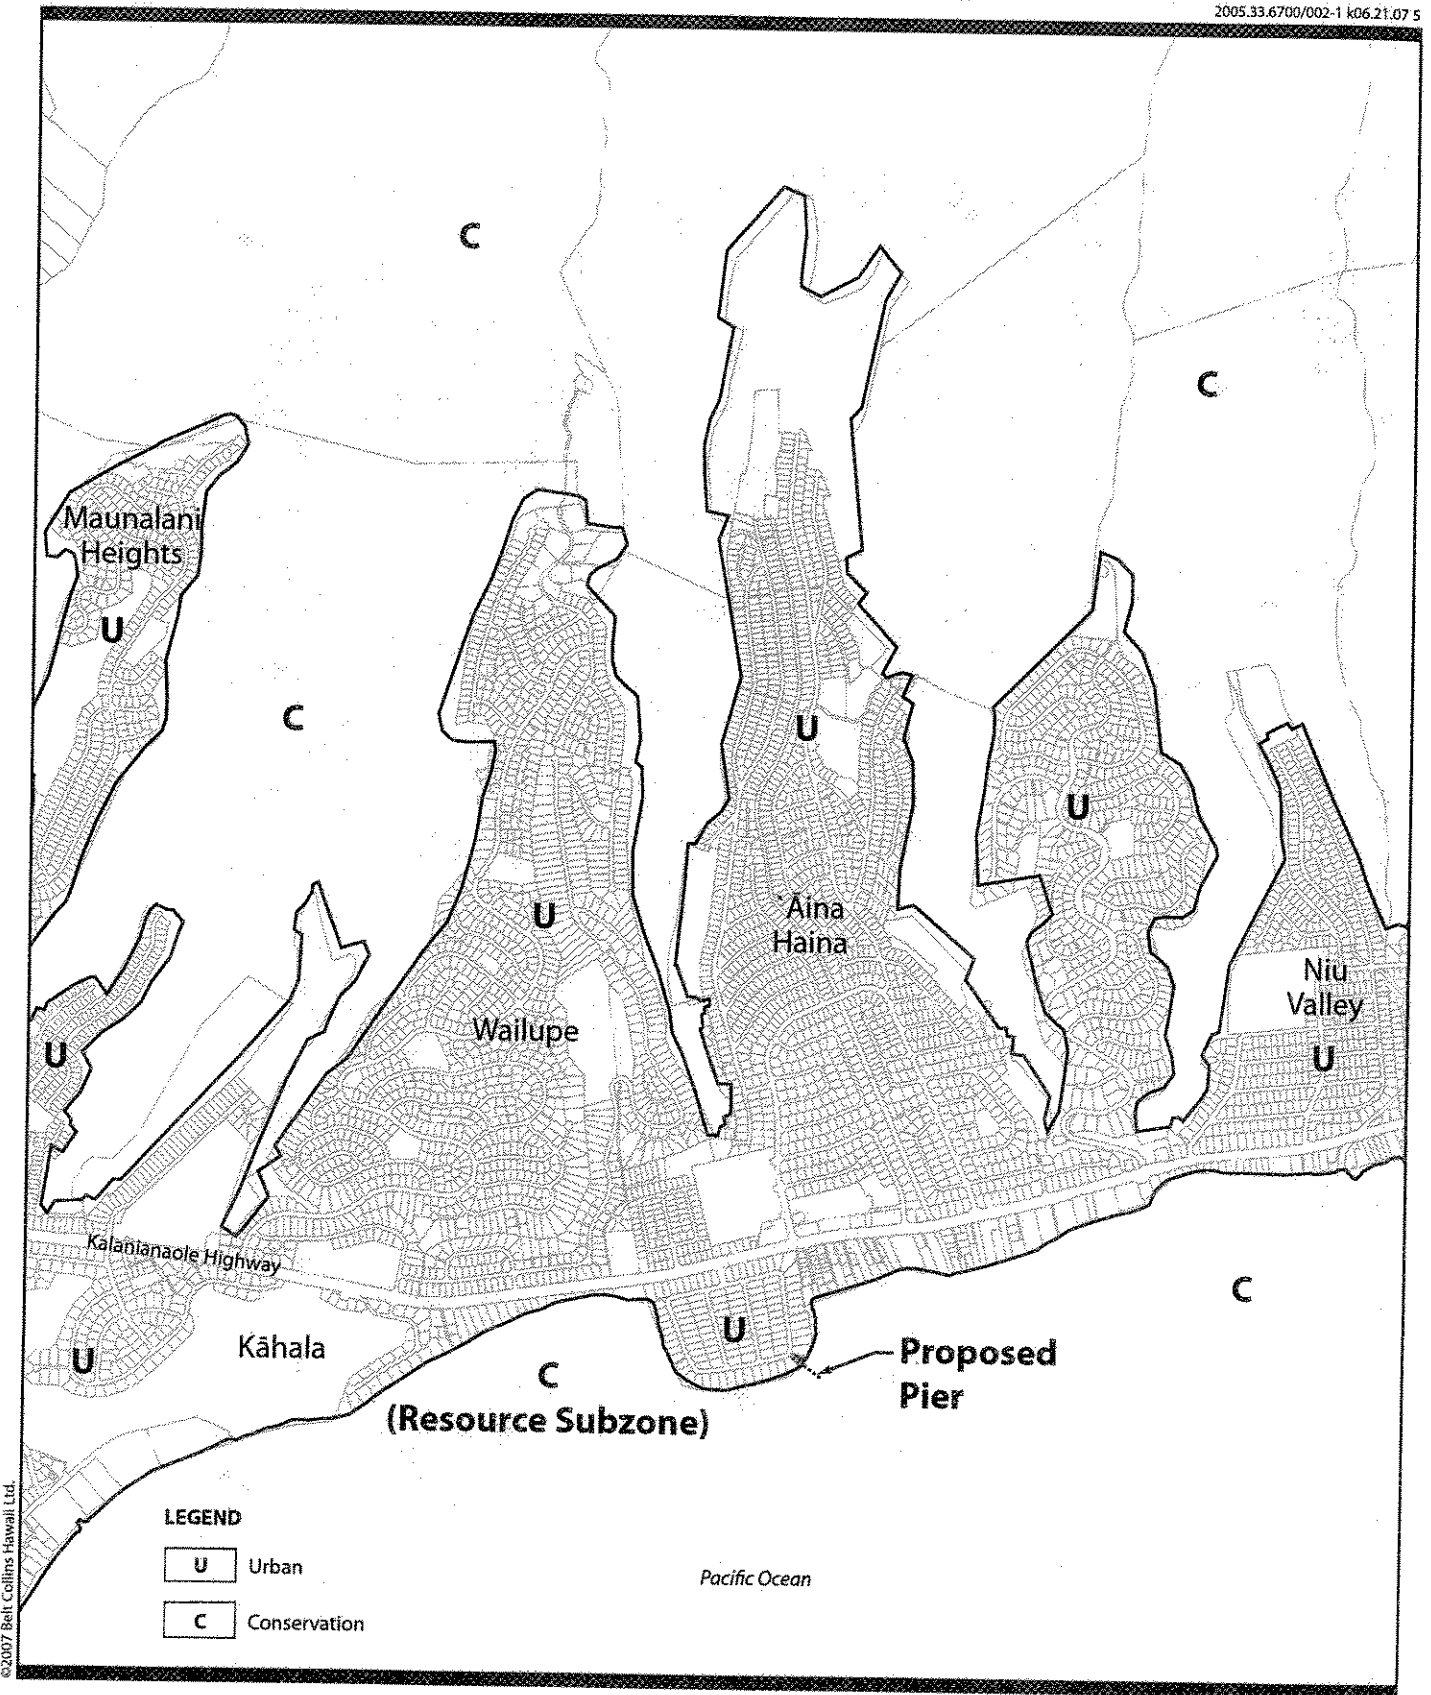 2005.33.6700/002-1 k06.21.07 5
C
C
Maunalani
Heights
U
C
U
U
U
ʻĀina
Haina
Niu
Valley
Wailupe
U
U
Kalanianaole Highway
C
U
Kāhala
U
Proposed
Pier
C
(Resource Subzone)
LEGEND
U Urban
C Conservation
Pacific Ocean
©2007 Belt Collins Hawaii Ltd.